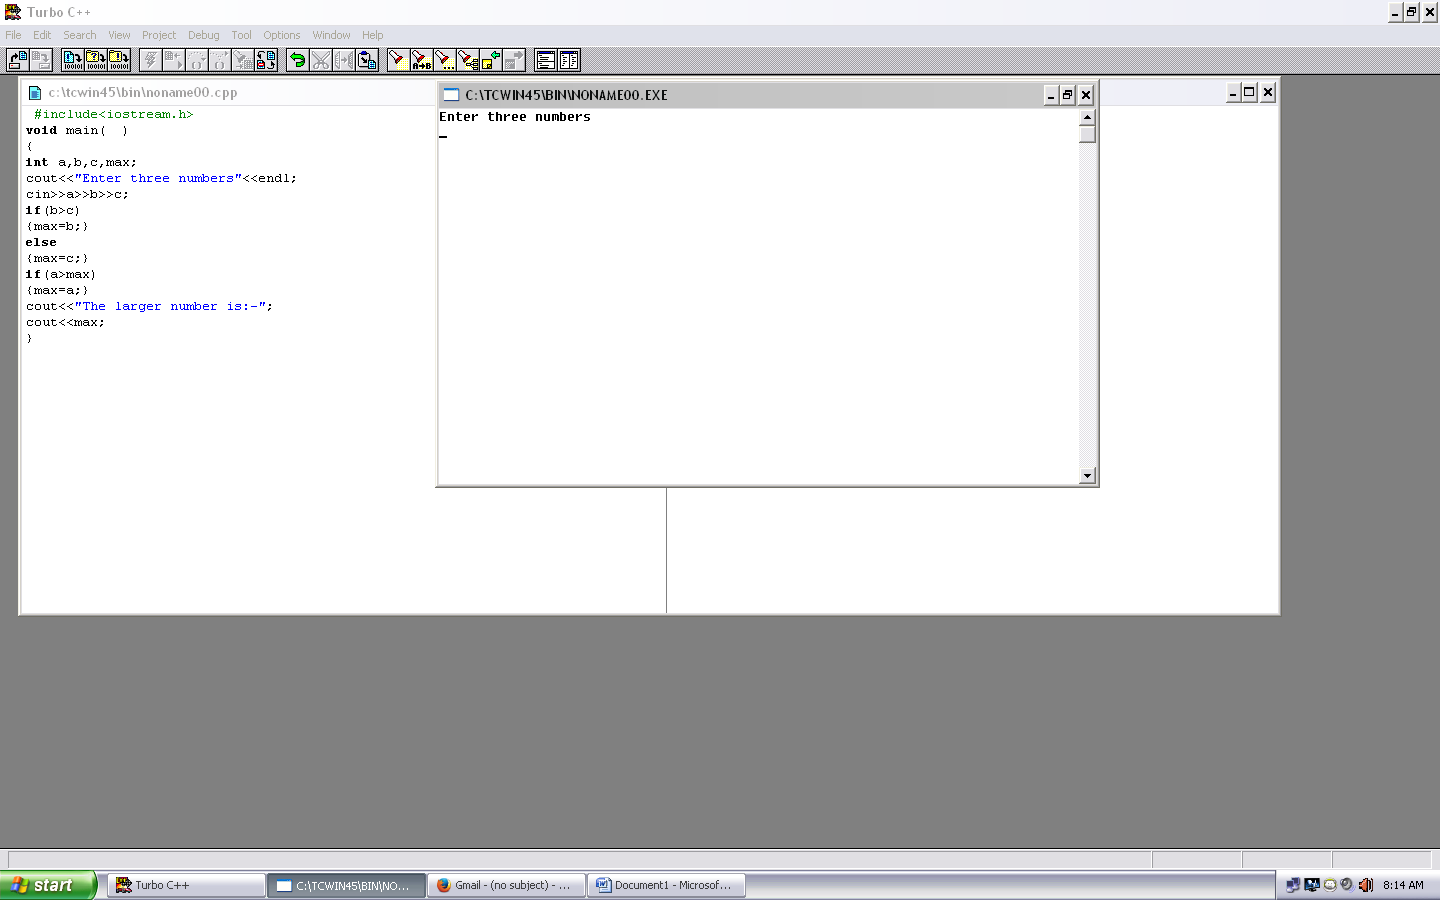 Turbo C++
File Edit Search View Project Debug Tool Options Window Help
c:\tcwin45\bin\noname00.cpp
#include<iostream.h>
void main(  )
{
int a,b,c,max;
cout<<"Enter three numbers"<<endl;
cin>>a>>b>>c;
if(b>c)
{max=b;}
else
{max=c;}
if(a>max)
{max=a;}
cout<<"The larger number is:-";
cout<<max;
}
C:\TCWIN45\BIN\NONAME00.EXE
Enter three numbers
start
Turbo C++
C:\TCWIN45\BIN\NO...
Gmail - (no subject) - ...
Document1 - Microsof...
8:14 AM